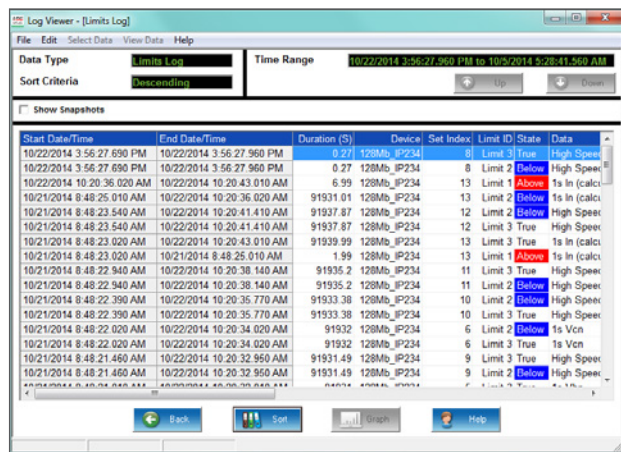 Log Viewer - [Limits Log]
File Edit Select Data View Data Help
Data Type Limits Log Time Range 10/22/2014 3:56:27.960 PM to 10/5/2014 5:28:41.560 AM
Sort Criteria Descending Up Down
Show Snapshots
Start Date/Time End Date/Time Duration (S) Device Set Index Limit ID State Data
10/22/2014 3:56:27.690 PM 10/22/2014 3:56:27.960 PM 0.27 128Mb_IP234 8 Limit 3 True High Speed
10/22/2014 3:56:27.690 PM 10/22/2014 3:56:27.960 PM 0.27 128Mb_IP234 8 Limit 2 Below High Speed
10/22/2014 10:20:36.020 AM 10/22/2014 10:20:43.010 AM 6.99 128Mb_IP234 13 Limit 1 Above 1s In (calcu
10/21/2014 8:48:25.010 AM 10/22/2014 10:20:36.020 AM 91931.01 128Mb_IP234 13 Limit 2 Below 1s In (calcu
10/21/2014 8:48:23.540 AM 10/22/2014 10:20:41.410 AM 91937.87 128Mb_IP234 12 Limit 2 Below High Speed
10/21/2014 8:48:23.540 AM 10/22/2014 10:20:41.410 AM 91937.87 128Mb_IP234 12 Limit 3 True High Speed
10/21/2014 8:48:23.020 AM 10/22/2014 10:20:43.010 AM 91939.99 128Mb_IP234 13 Limit 3 True 1s In (calcu
10/21/2014 8:48:23.020 AM 10/21/2014 8:48:25.010 AM 1.99 128Mb_IP234 13 Limit 1 Above 1s In (calcu
10/21/2014 8:48:22.940 AM 10/22/2014 10:20:38.140 AM 91935.2 128Mb_IP234 11 Limit 3 True High Speed
10/21/2014 8:48:22.940 AM 10/22/2014 10:20:38.140 AM 91935.2 128Mb_IP234 11 Limit 2 Below High Speed
10/21/2014 8:48:22.390 AM 10/22/2014 10:20:35.770 AM 91933.38 128Mb_IP234 10 Limit 2 Below High Speed
10/21/2014 8:48:22.390 AM 10/22/2014 10:20:35.770 AM 91933.38 128Mb_IP234 10 Limit 3 True High Speed
10/21/2014 8:48:22.020 AM 10/22/2014 10:20:34.020 AM 91932 128Mb_IP234 6 Limit 2 Below 1s Vcn
10/21/2014 8:48:22.020 AM 10/22/2014 10:20:34.020 AM 91932 128Mb_IP234 6 Limit 3 True 1s Vcn
10/21/2014 8:48:21.460 AM 10/22/2014 10:20:32.950 AM 91931.49 128Mb_IP234 9 Limit 3 True High Speed
10/21/2014 8:48:21.460 AM 10/22/2014 10:20:32.950 AM 91931.49 128Mb_IP234 9 Limit 2 Below High Speed
Back Sort Graph Help